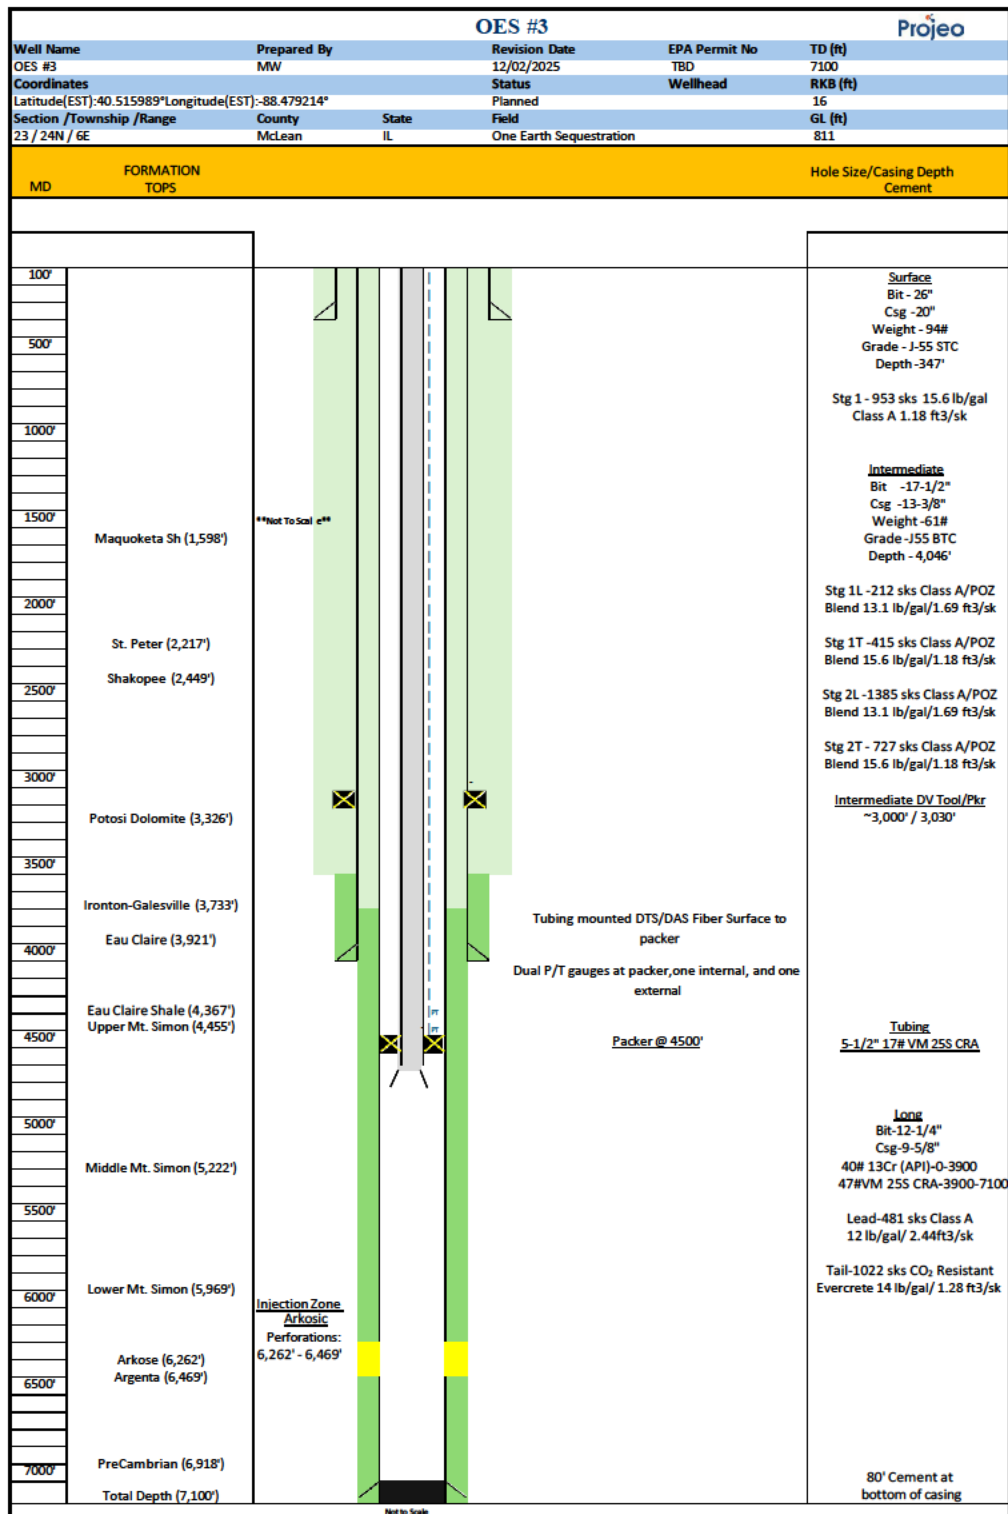 OES #3
Projeo
Well Name Prepared By Revision Date EPA Permit No TD (ft)
OES #3 MW 12/02/2025 TBD 7100
Coordinates Status Wellhead RKB (ft)
Latitude(EST):40.515989°Longitude(EST):-88.479214° Planned 16
Section /Township /Range County State Field GL (ft)
23 / 24N / 6E McLean IL One Earth Sequestration 811
FORMATION
MD TOPS
Hole Size/Casing Depth
Cement
100'
500'
1000'
1500'
2000'
2500'
3000'
3500'
4000'
4500'
5000'
5500'
6000'
6500'
7000'
Maquoketa Sh (1,598')
St. Peter (2,217')
Shakopee (2,449')
Potosi Dolomite (3,326')
Ironton-Galesville (3,733')
Eau Claire (3,921')
Eau Claire Shale (4,367')
Upper Mt. Simon (4,455')
Middle Mt. Simon (5,222')
Lower Mt. Simon (5,969')
Arkose (6,262')
Argenta (6,469')
PreCambrian (6,918')
Total Depth (7,100')
**Not To Scal e**
Injection Zone
Arkosic
Perforations:
6,262' - 6,469'
PT
PT
Not to Scale
Tubing mounted DTS/DAS Fiber Surface to
packer
Dual P/T gauges at packer,one internal, and one
external
Packer @ 4500'
Surface
Bit - 26"
Csg -20"
Weight - 94#
Grade - J-55 STC
Depth -347'
Stg 1 - 953 sks 15.6 lb/gal
Class A 1.18 ft3/sk
Intermediate
Bit -17-1/2"
Csg -13-3/8"
Weight -61#
Grade -J55 BTC
Depth - 4,046'
Stg 1L -212 sks Class A/POZ
Blend 13.1 lb/gal/1.69 ft3/sk
Stg 1T -415 sks Class A/POZ
Blend 15.6 lb/gal/1.18 ft3/sk
Stg 2L -1385 sks Class A/POZ
Blend 13.1 lb/gal/1.69 ft3/sk
Stg 2T - 727 sks Class A/POZ
Blend 15.6 lb/gal/1.18 ft3/sk
Intermediate DV Tool/Pkr
~3,000' / 3,030'
Tubing
5-1/2" 17# VM 25S CRA
Long
Bit-12-1/4"
Csg-9-5/8"
40# 13Cr (API)-0-3900
47#VM 25S CRA-3900-7100
Lead-481 sks Class A
12 lb/gal/ 2.44ft3/sk
Tail-1022 sks CO₂ Resistant
Evercrete 14 lb/gal/ 1.28 ft3/sk
80' Cement at
bottom of casing